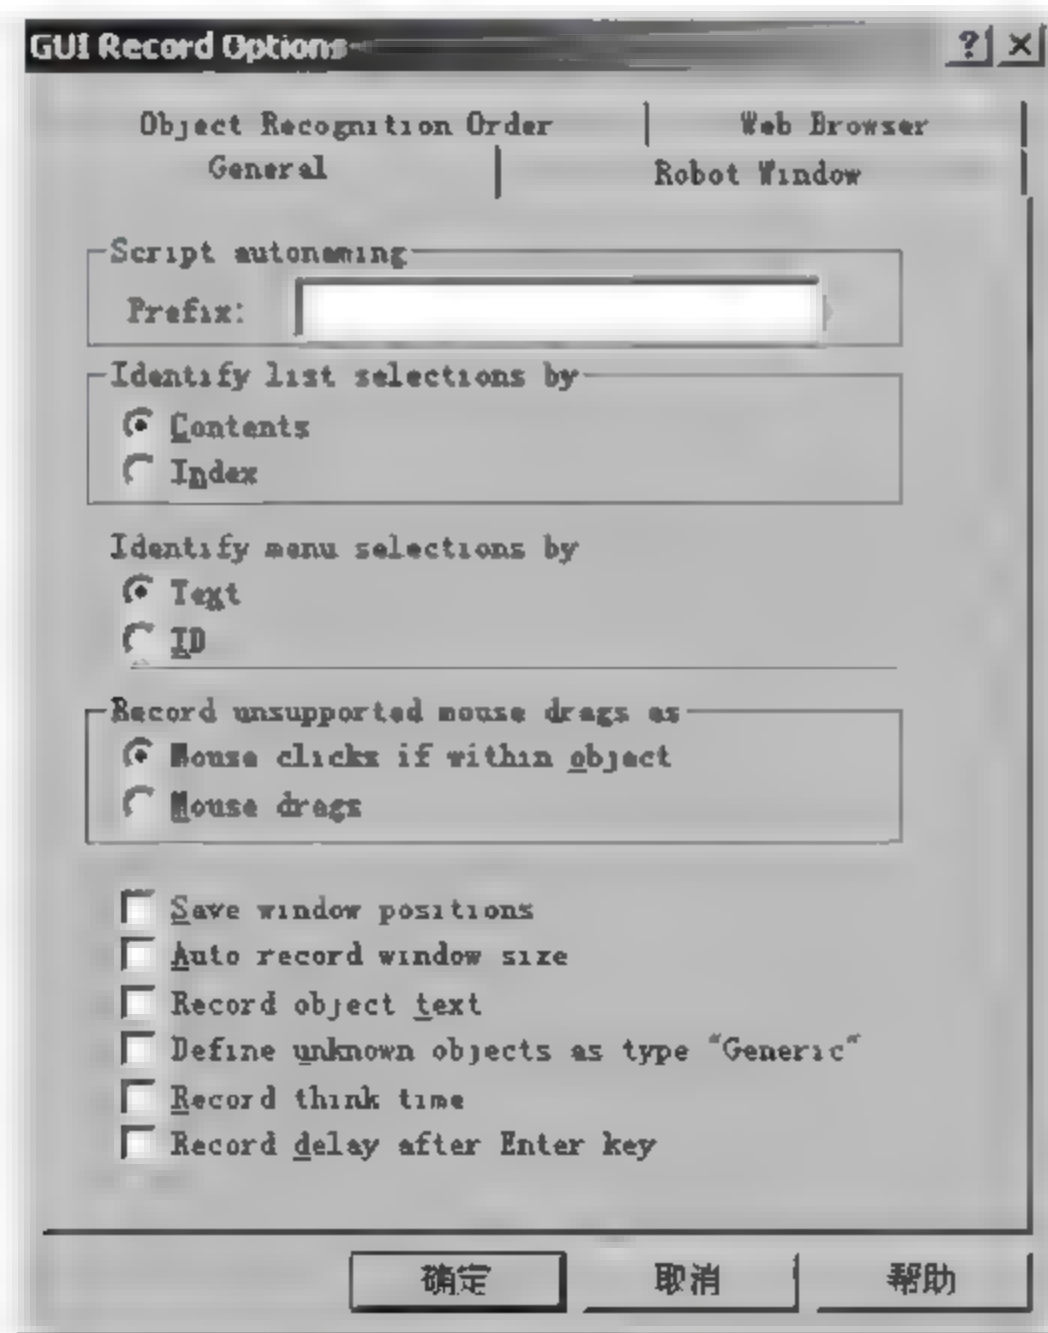 GUI Record Options
? ×
Object Recognition Order
Web Browser
General
Robot Window
Script autonaming
Prefix:
Identify list selections by
Contents
Index
Identify menu selections by
Text
ID
Record unsupported mouse drags as
Mouse clicks if within object
Mouse drags
Save window positions
Auto record window size
Record object text
Define unknown objects as type "Generic"
Record think time
Record delay after Enter key
确定
取消
帮助